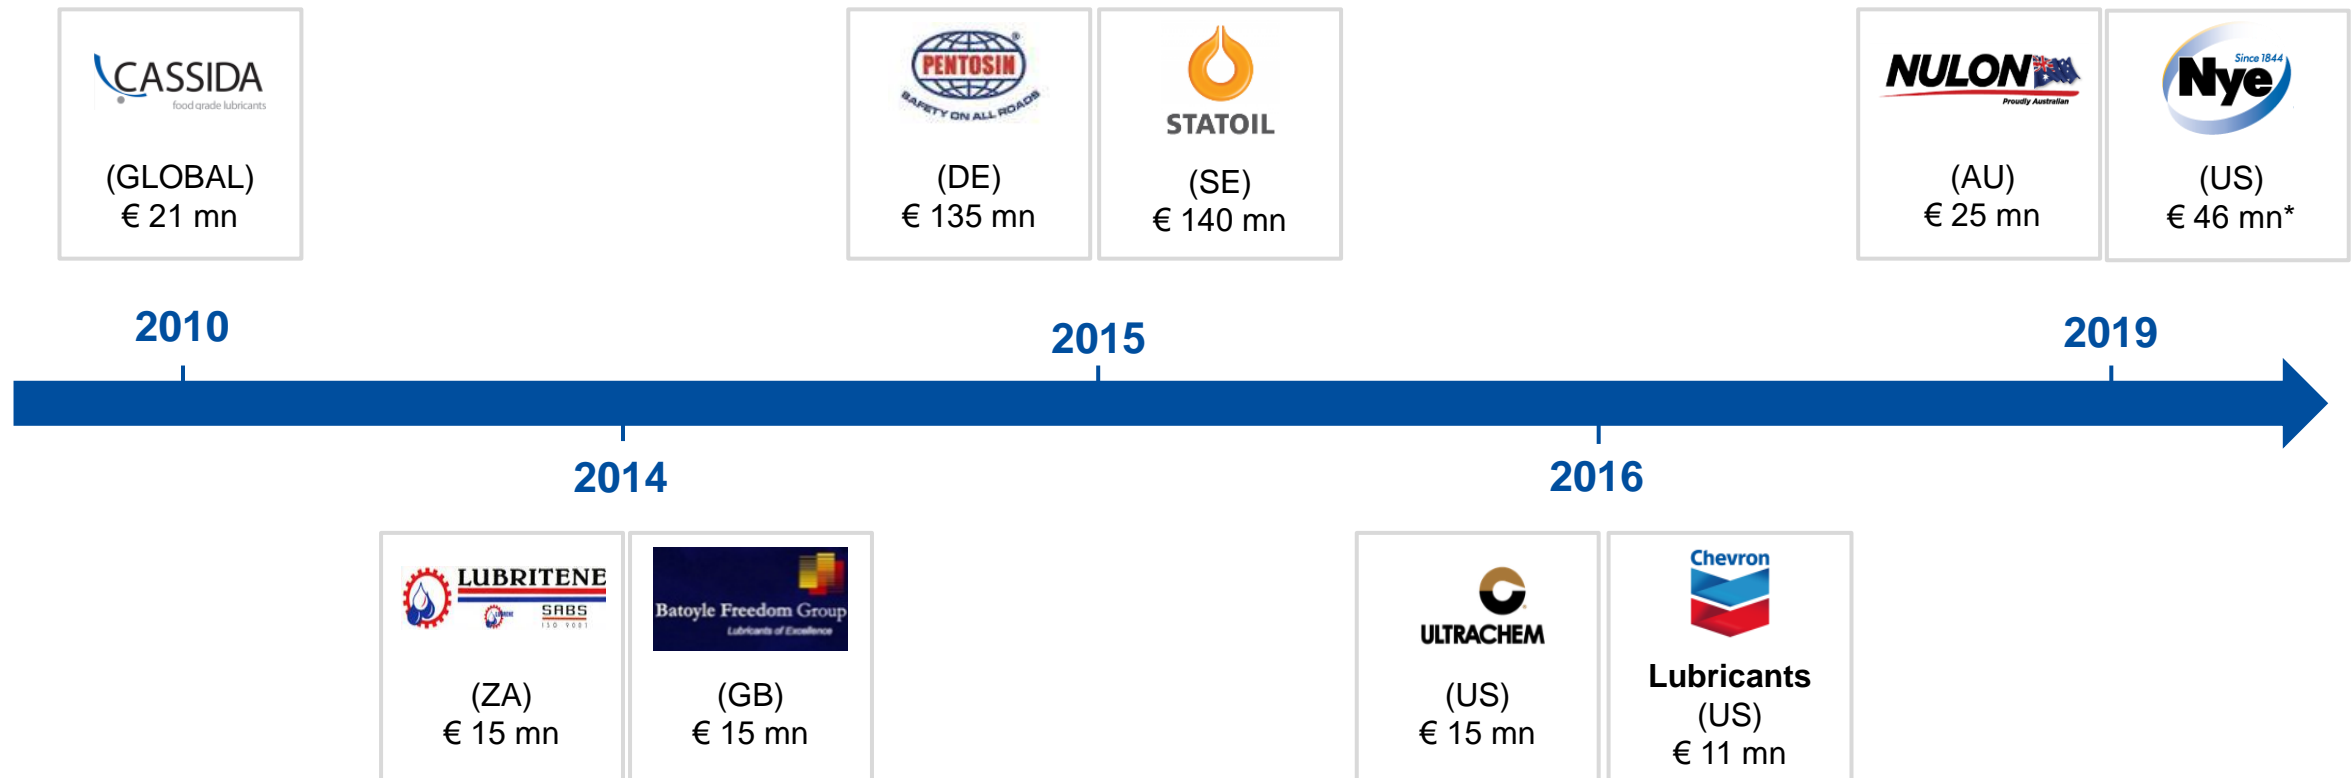 CASSIDA
food grade lubricants
(GLOBAL)
€ 21 mn
PENTOSIN
®
SAFETY ON ALL ROADS
(DE)
€ 135 mn
STATOIL
(SE)
€ 140 mn
NULON
Proudly Australian
(AU)
€ 25 mn
Since 1844
Nye
(US)
€ 46 mn*
2010
2015
2019
2014
2016
LUBRITENE
SABS
ISO 9001
(ZA)
€ 15 mn
Batoyle Freedom Group
Lubricants of Excellence
(GB)
€ 15 mn
ULTRACHEM
(US)
€ 15 mn
Chevron
Lubricants
(US)
€ 11 mn